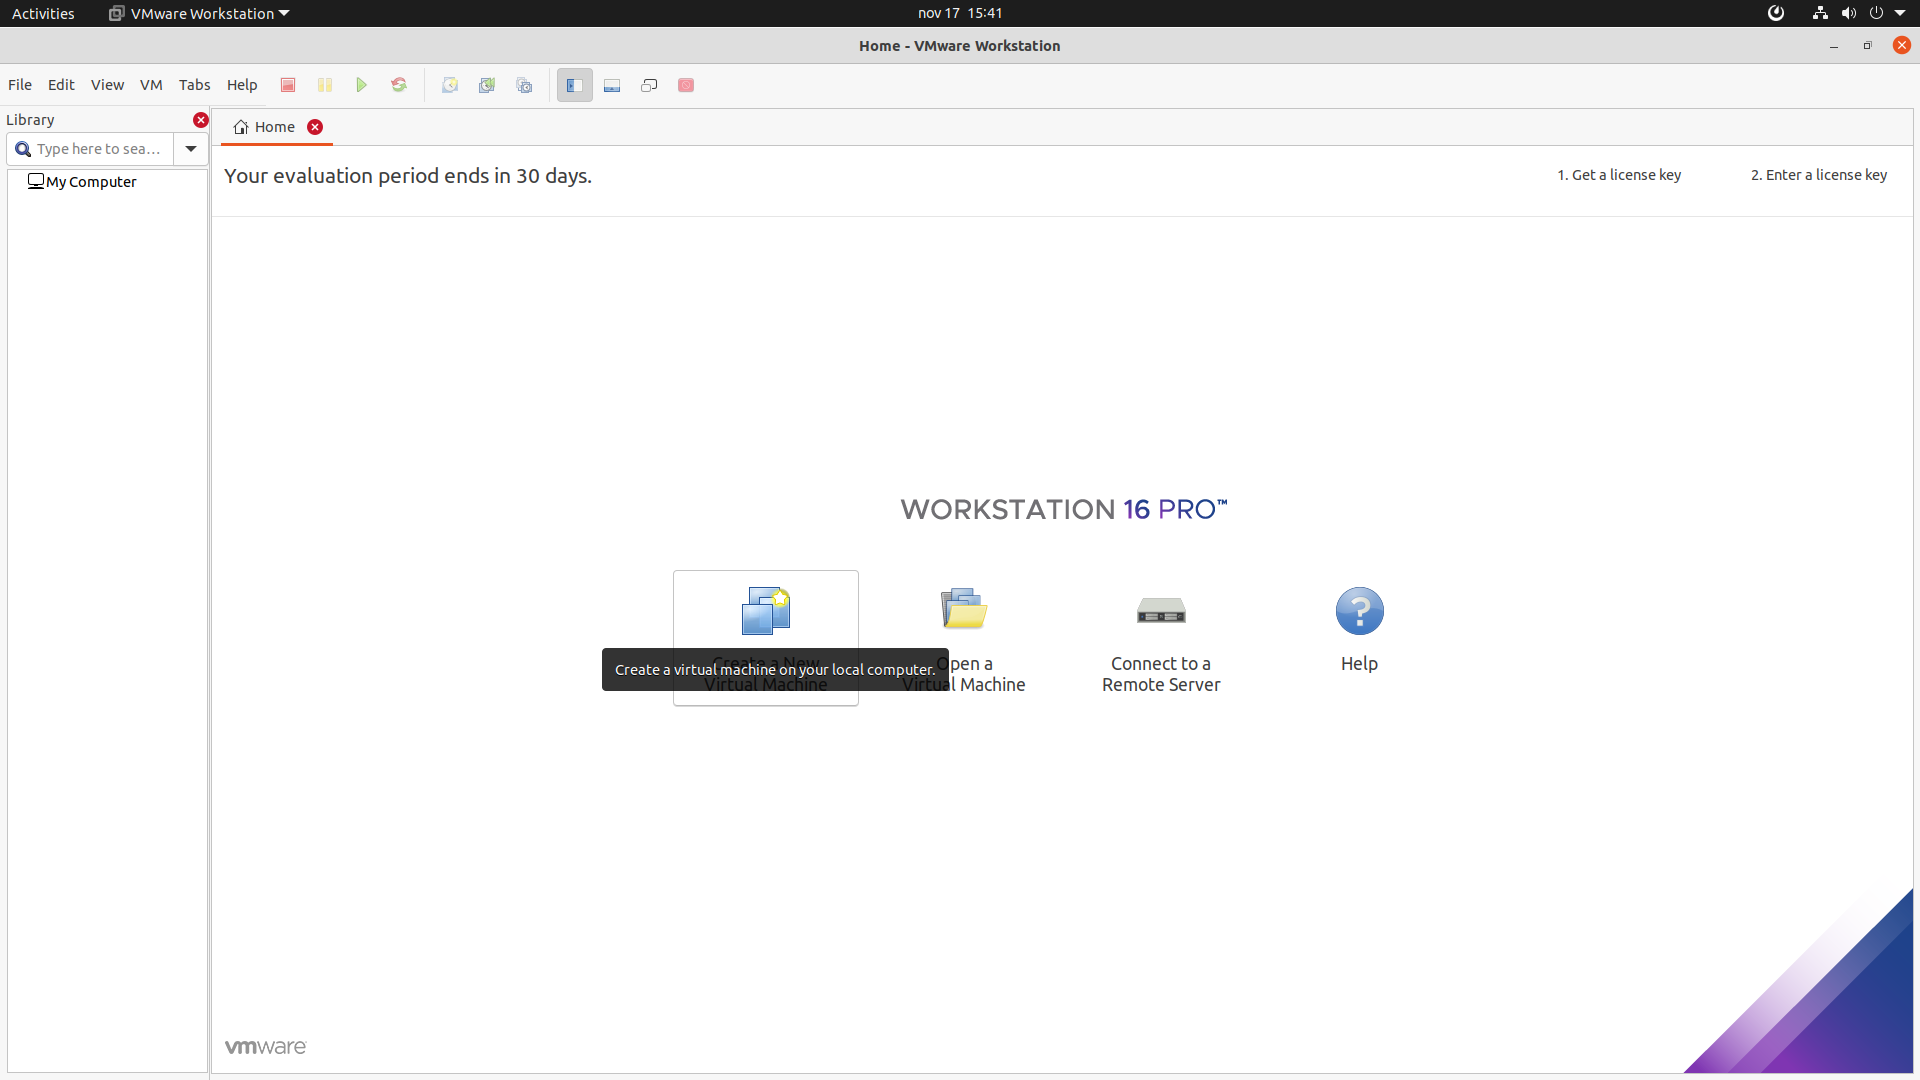 Activities
VMware Workstation
nov 17 15:41
Home - VMware Workstation
File Edit View VM Tabs Help
Library
Type here to sea...
My Computer
Home
Your evaluation period ends in 30 days.
1. Get a license key
2. Enter a license key
WORKSTATION 16 PRO™
Create a New
Virtual Machine
Create a virtual machine on your local computer.
Open a
Virtual Machine
Connect to a
Remote Server
Help
vmware